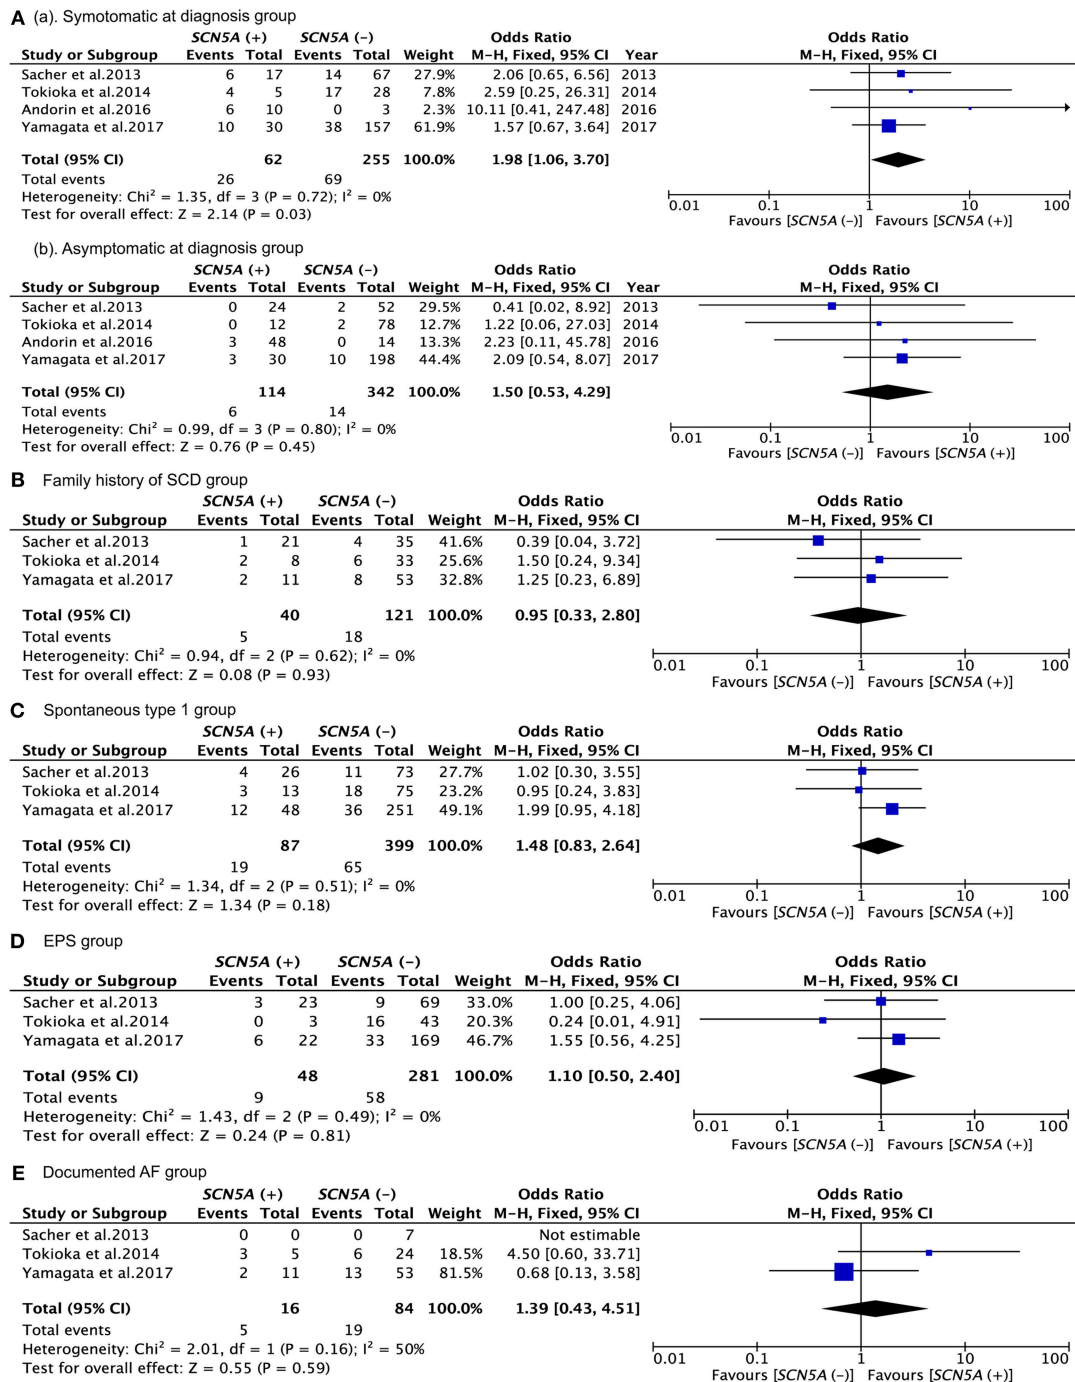 A (a). Symotomatic at diagnosis group
SCN5A (+) SCN5A (−) Odds Ratio Odds Ratio
Study or Subgroup Events Total Events Total Weight M-H, Fixed, 95% CI Year M-H, Fixed, 95% CI
Sacher et al.2013 6 17 14 67 27.9% 2.06 [0.65, 6.56] 2013
Tokioka et al.2014 4 5 17 28 7.8% 2.59 [0.25, 26.31] 2014
Andorin et al.2016 6 10 0 3 2.3% 10.11 [0.41, 247.48] 2016
Yamagata et al.2017 10 30 38 157 61.9% 1.57 [0.67, 3.64] 2017
Total (95% CI) 62 255 100.0% 1.98 [1.06, 3.70]
Total events 26 69
Heterogeneity: Chi² = 1.35, df = 3 (P = 0.72); I² = 0%
Test for overall effect: Z = 2.14 (P = 0.03)
0.01 0.1 1 10 100
Favours [SCN5A (−)] Favours [SCN5A (+)]
(b). Asymptomatic at diagnosis group
SCN5A (+) SCN5A (−) Odds Ratio Odds Ratio
Study or Subgroup Events Total Events Total Weight M-H, Fixed, 95% CI Year M-H, Fixed, 95% CI
Sacher et al.2013 0 24 2 52 29.5% 0.41 [0.02, 8.92] 2013
Tokioka et al.2014 0 12 2 78 12.7% 1.22 [0.06, 27.03] 2014
Andorin et al.2016 3 48 0 14 13.3% 2.23 [0.11, 45.78] 2016
Yamagata et al.2017 3 30 10 198 44.4% 2.09 [0.54, 8.07] 2017
Total (95% CI) 114 342 100.0% 1.50 [0.53, 4.29]
Total events 6 14
Heterogeneity: Chi² = 0.99, df = 3 (P = 0.80); I² = 0%
Test for overall effect: Z = 0.76 (P = 0.45)
0.01 0.1 1 10 100
Favours [SCN5A (−)] Favours [SCN5A (+)]
B Family history of SCD group
SCN5A (+) SCN5A (−) Odds Ratio Odds Ratio
Study or Subgroup Events Total Events Total Weight M-H, Fixed, 95% CI M-H, Fixed, 95% CI
Sacher et al.2013 1 21 4 35 41.6% 0.39 [0.04, 3.72]
Tokioka et al.2014 2 8 6 33 25.6% 1.50 [0.24, 9.34]
Yamagata et al.2017 2 11 8 53 32.8% 1.25 [0.23, 6.89]
Total (95% CI) 40 121 100.0% 0.95 [0.33, 2.80]
Total events 5 18
Heterogeneity: Chi² = 0.94, df = 2 (P = 0.62); I² = 0%
Test for overall effect: Z = 0.08 (P = 0.93)
0.01 0.1 1 10 100
Favours [SCN5A (−)] Favours [SCN5A (+)]
C Spontaneous type 1 group
SCN5A (+) SCN5A (−) Odds Ratio Odds Ratio
Study or Subgroup Events Total Events Total Weight M-H, Fixed, 95% CI M-H, Fixed, 95% CI
Sacher et al.2013 4 26 11 73 27.7% 1.02 [0.30, 3.55]
Tokioka et al.2014 3 13 18 75 23.2% 0.95 [0.24, 3.83]
Yamagata et al.2017 12 48 36 251 49.1% 1.99 [0.95, 4.18]
Total (95% CI) 87 399 100.0% 1.48 [0.83, 2.64]
Total events 19 65
Heterogeneity: Chi² = 1.34, df = 2 (P = 0.51); I² = 0%
Test for overall effect: Z = 1.34 (P = 0.18)
0.01 0.1 1 10 100
Favours [SCN5A (−)] Favours [SCN5A (+)]
D EPS group
SCN5A (+) SCN5A (−) Odds Ratio Odds Ratio
Study or Subgroup Events Total Events Total Weight M-H, Fixed, 95% CI M-H, Fixed, 95% CI
Sacher et al.2013 3 23 9 69 33.0% 1.00 [0.25, 4.06]
Tokioka et al.2014 0 3 16 43 20.3% 0.24 [0.01, 4.91]
Yamagata et al.2017 6 22 33 169 46.7% 1.55 [0.56, 4.25]
Total (95% CI) 48 281 100.0% 1.10 [0.50, 2.40]
Total events 9 58
Heterogeneity: Chi² = 1.43, df = 2 (P = 0.49); I² = 0%
Test for overall effect: Z = 0.24 (P = 0.81)
0.01 0.1 1 10 100
Favours [SCN5A (−)] Favours [SCN5A (+)]
E Documented AF group
SCN5A (+) SCN5A (−) Odds Ratio Odds Ratio
Study or Subgroup Events Total Events Total Weight M-H, Fixed, 95% CI M-H, Fixed, 95% CI
Sacher et al.2013 0 0 0 7 Not estimable
Tokioka et al.2014 3 5 6 24 18.5% 4.50 [0.60, 33.71]
Yamagata et al.2017 2 11 13 53 81.5% 0.68 [0.13, 3.58]
Total (95% CI) 16 84 100.0% 1.39 [0.43, 4.51]
Total events 5 19
Heterogeneity: Chi² = 2.01, df = 1 (P = 0.16); I² = 50%
Test for overall effect: Z = 0.55 (P = 0.59)
0.01 0.1 1 10 100
Favours [SCN5A (−)] Favours [SCN5A (+)]